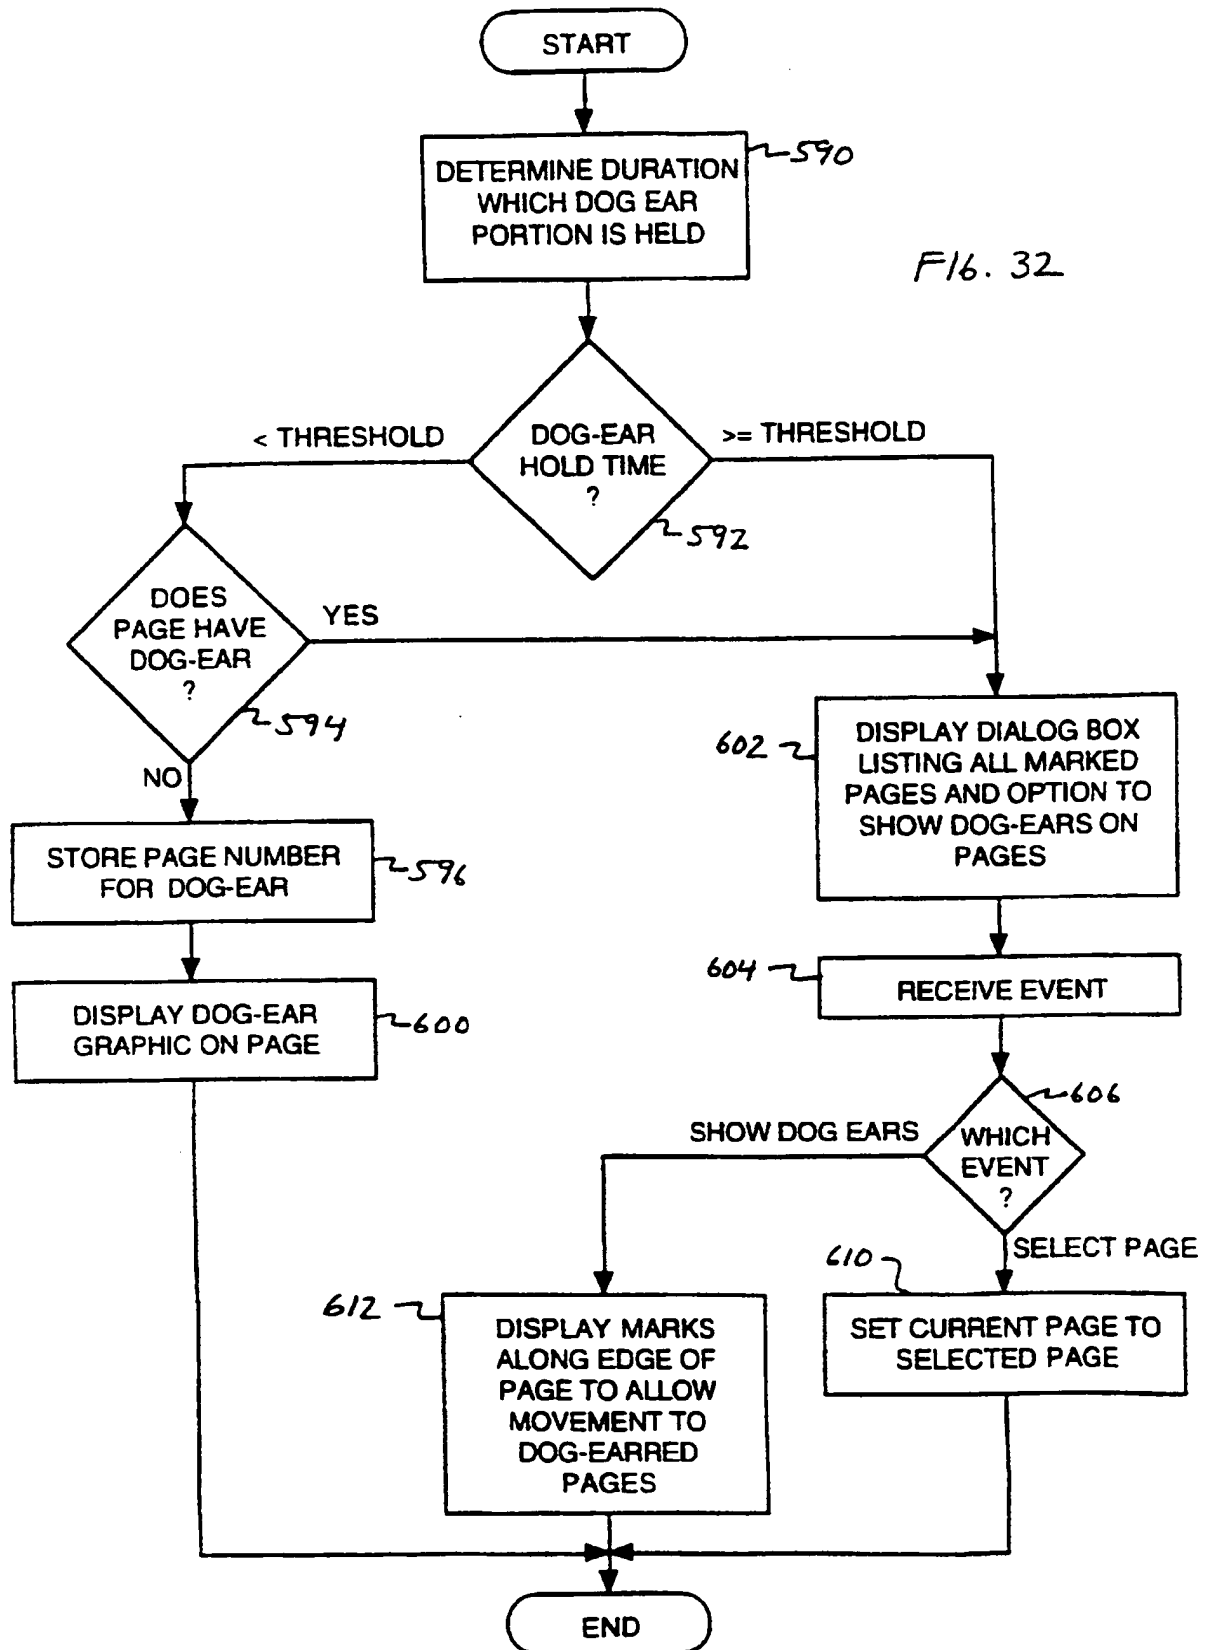 START
DETERMINE DURATION
WHICH DOG EAR
PORTION IS HELD
590
FIG. 32
DOG-EAR
HOLD TIME
?
592
< THRESHOLD
>= THRESHOLD
DOES
PAGE HAVE
DOG-EAR
?
594
YES
NO
STORE PAGE NUMBER
FOR DOG-EAR
596
DISPLAY DOG-EAR
GRAPHIC ON PAGE
600
602
DISPLAY DIALOG BOX
LISTING ALL MARKED
PAGES AND OPTION TO
SHOW DOG-EARS ON
PAGES
604
RECEIVE EVENT
606
WHICH
EVENT
?
SHOW DOG EARS
SELECT PAGE
610
SET CURRENT PAGE TO
SELECTED PAGE
612
DISPLAY MARKS
ALONG EDGE OF
PAGE TO ALLOW
MOVEMENT TO
DOG-EARRED
PAGES
END